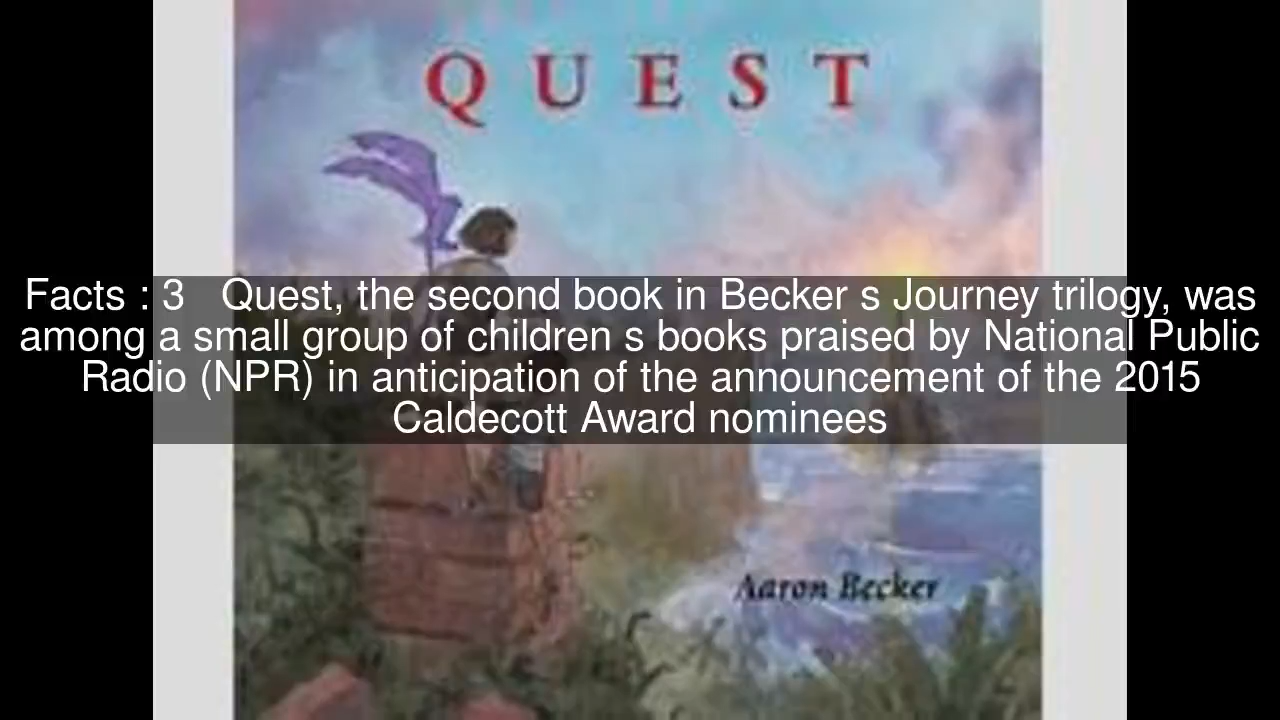 QUEST
Facts : 3 Quest, the second book in Becker s Journey trilogy, was
among a small group of children s books praised by National Public
Radio (NPR) in anticipation of the announcement of the 2015
Caldecott Award nominees
Aaron Becker